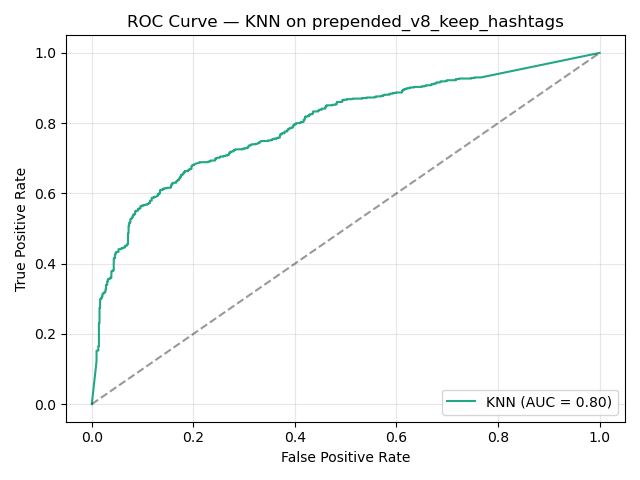 ROC Curve — KNN on prepended_v8_keep_hashtags
True Positive Rate
1.0
0.8
0.6
0.4
0.2
0.0
KNN (AUC = 0.80)
0.0 0.2 0.4 0.6 0.8 1.0
False Positive Rate